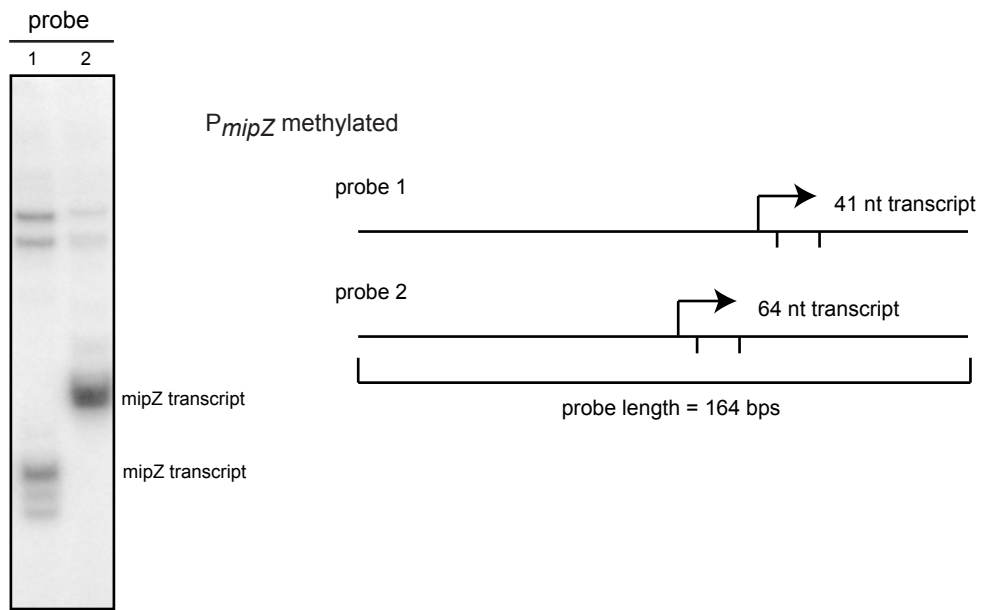 probe
1 2
PmipZ methylated
probe 1
41 nt transcript
probe 2
64 nt transcript
mipZ transcript
probe length = 164 bps
mipZ transcript